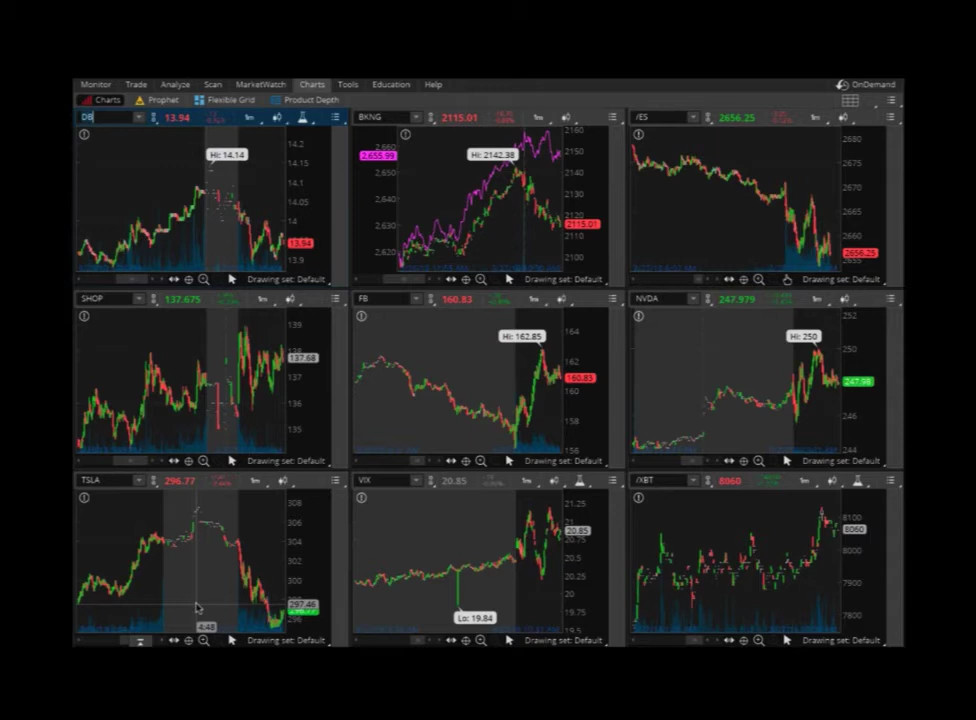 Monitor Trade Analyze Scan MarketWatch Charts Tools Education Help OnDemand
Charts Prophet Flexible Grid Product Depth
DB 13.94 1m
Hi: 14.14
14.2
14.15
14.1
14.05
14
13.94
13.9
Drawing set: Default
BKNG 2115.01 1m
2,655.99
2,650
2,640
2,630
2,620
Hi: 2142.38
2160
2150
2140
2130
2120
2115.01
2110
2100
Drawing set: Default
/ES 2656.25 1m
2680
2675
2670
2665
2660
2656.25
Drawing set: Default
SHOP 137.675 1m
139
137.68
136
135
Drawing set: Default
FB 160.83 1m
Hi: 162.85
164
162
160.83
160
158
156
Drawing set: Default
NVDA 247.979 1m
Hi: 250
252
250
247.98
246
244
Drawing set: Default
TSLA 296.77 1m
308
306
304
302
300
297.46
296
4:48
Drawing set: Default
VIX 20.85 1m
21.25
21
20.85
20.5
20.25
20
19.75
19.5
Lo: 19.84
Drawing set: Default
/XBT 8060 1m
8100
8060
8000
7900
7800
Drawing set: Default